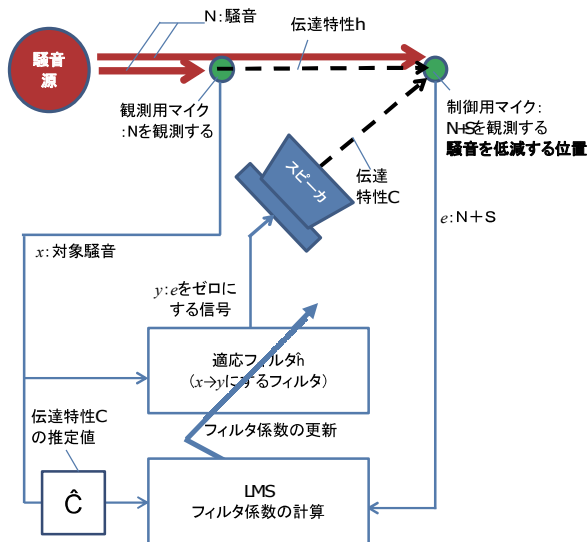 N:騒音
伝達特性h
騒音
源
観測用マイク
:Nを観測する
制御用マイク:
N+Sを観測する
騒音を低減する位置
スピーカ
伝達
特性C
e:N+S
x:対象騒音
y:eをゼロに
する信号
適応フィルタĥ
(x→yにするフィルタ)
伝達特性C
の推定値
フィルタ係数の更新
Ĉ
LMS
フィルタ係数の計算